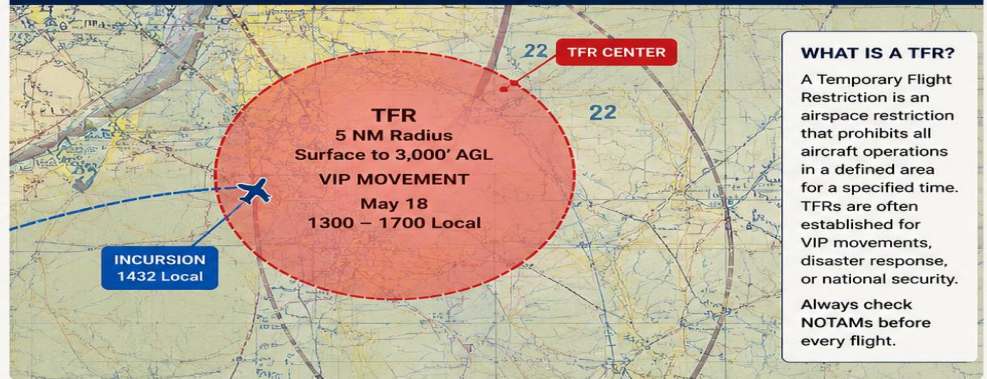 22
TFR CENTER
22
TFR
5 NM Radius
Surface to 3,000’ AGL
VIP MOVEMENT
May 18
1300 – 1700 Local
INCURSION
1432 Local
WHAT IS A TFR?
A Temporary Flight
Restriction is an
airspace restriction
that prohibits all
aircraft operations
in a defined area
for a specified time.
TFRs are often
established for
VIP movements,
disaster response,
or national security.
Always check
NOTAMs before
every flight.